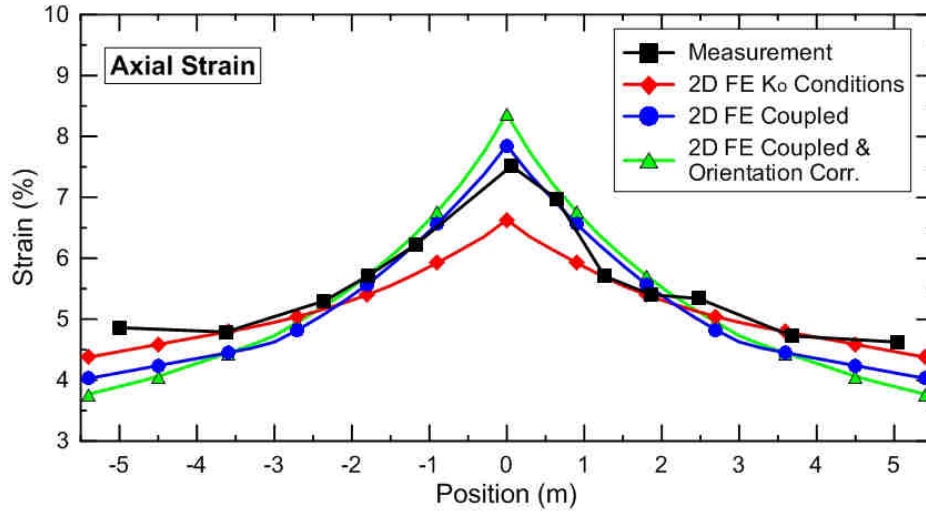 10
9
8
7
6
5
4
3
Strain (%)
Axial Strain
Measurement
2D FE Ko Conditions
2D FE Coupled
2D FE Coupled &
Orientation Corr.
-5 -4 -3 -2 -1 0 1 2 3 4 5
Position (m)